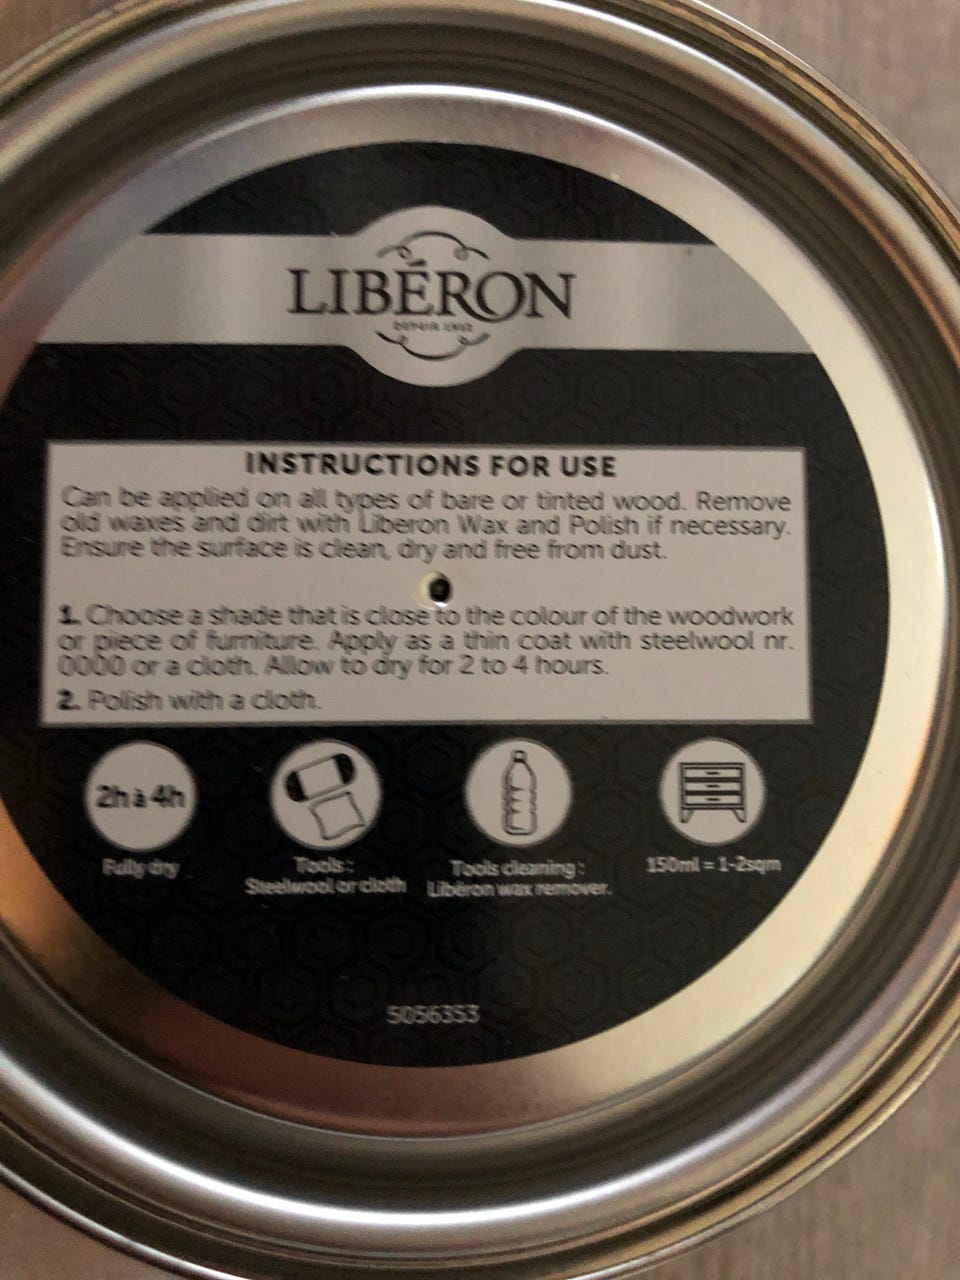 LIBÉRON
DEPUIS 1912
INSTRUCTIONS FOR USE
Can be applied on all types of bare or tinted wood. Remove
old waxes and dirt with Liberon Wax and Polish if necessary.
Ensure the surface is clean, dry and free from dust.
1. Choose a shade that is close to the colour of the woodwork
or piece of furniture. Apply as a thin coat with steelwool nr.
0000 or a cloth. Allow to dry for 2 to 4 hours.
2. Polish with a cloth.
2h à 4h
Fully dry
Tools :
Steelwool or cloth
Tools cleaning :
Libéron wax remover.
150ml = 1-2sqm
5056353